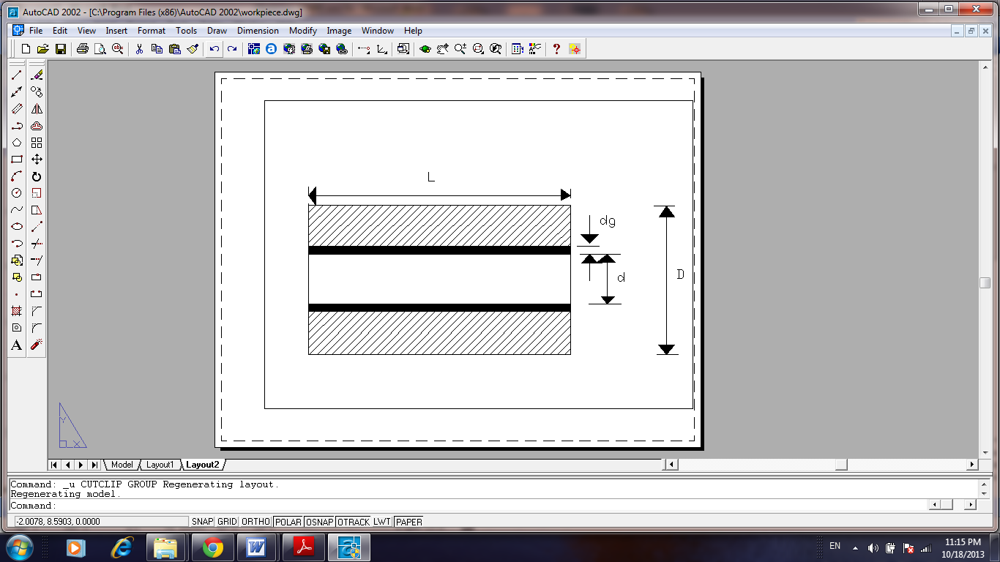 AutoCAD 2002 - [C:\Program Files (x86)\AutoCAD 2002\workpiece.dwg]
File Edit View Insert Format Tools Draw Dimension Modify Image Window Help
L
dg
d
D
Y
X
A
Model Layout1 Layout2
Command: _u CUTCLIP GROUP Regenerating layout.
Regenerating model.
Command:
-2.0078, 8.5903, 0.0000 SNAP GRID ORTHO POLAR OSNAP OTRACK LWT PAPER
EN 11:15 PM
10/18/2013